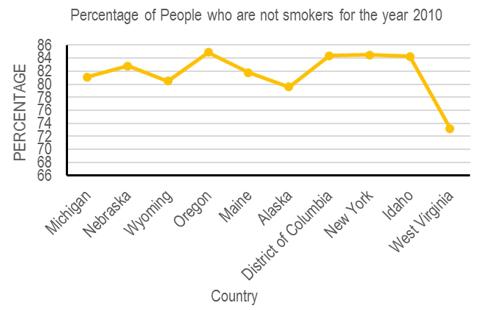 Percentage of People who are not smokers for the year 2010
PERCENTAGE
86
84
82
80
78
76
74
72
70
68
66
Michigan
Nebraska
Wyoming
Oregon
Maine
Alaska
District of Columbia
New York
Idaho
West Virginia
Country